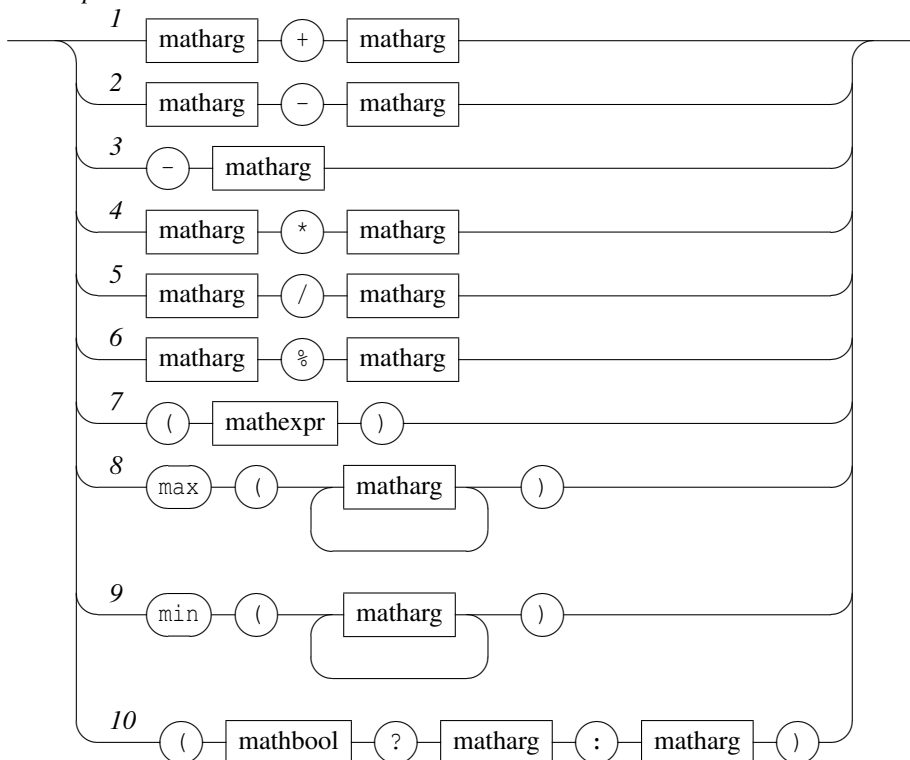 1 matharg + matharg
2 matharg - matharg
3 - matharg
4 matharg * matharg
5 matharg / matharg
6 matharg % matharg
7 ( mathexpr )
8 max ( matharg )
9 min ( matharg )
10 ( mathbool ? matharg : matharg )